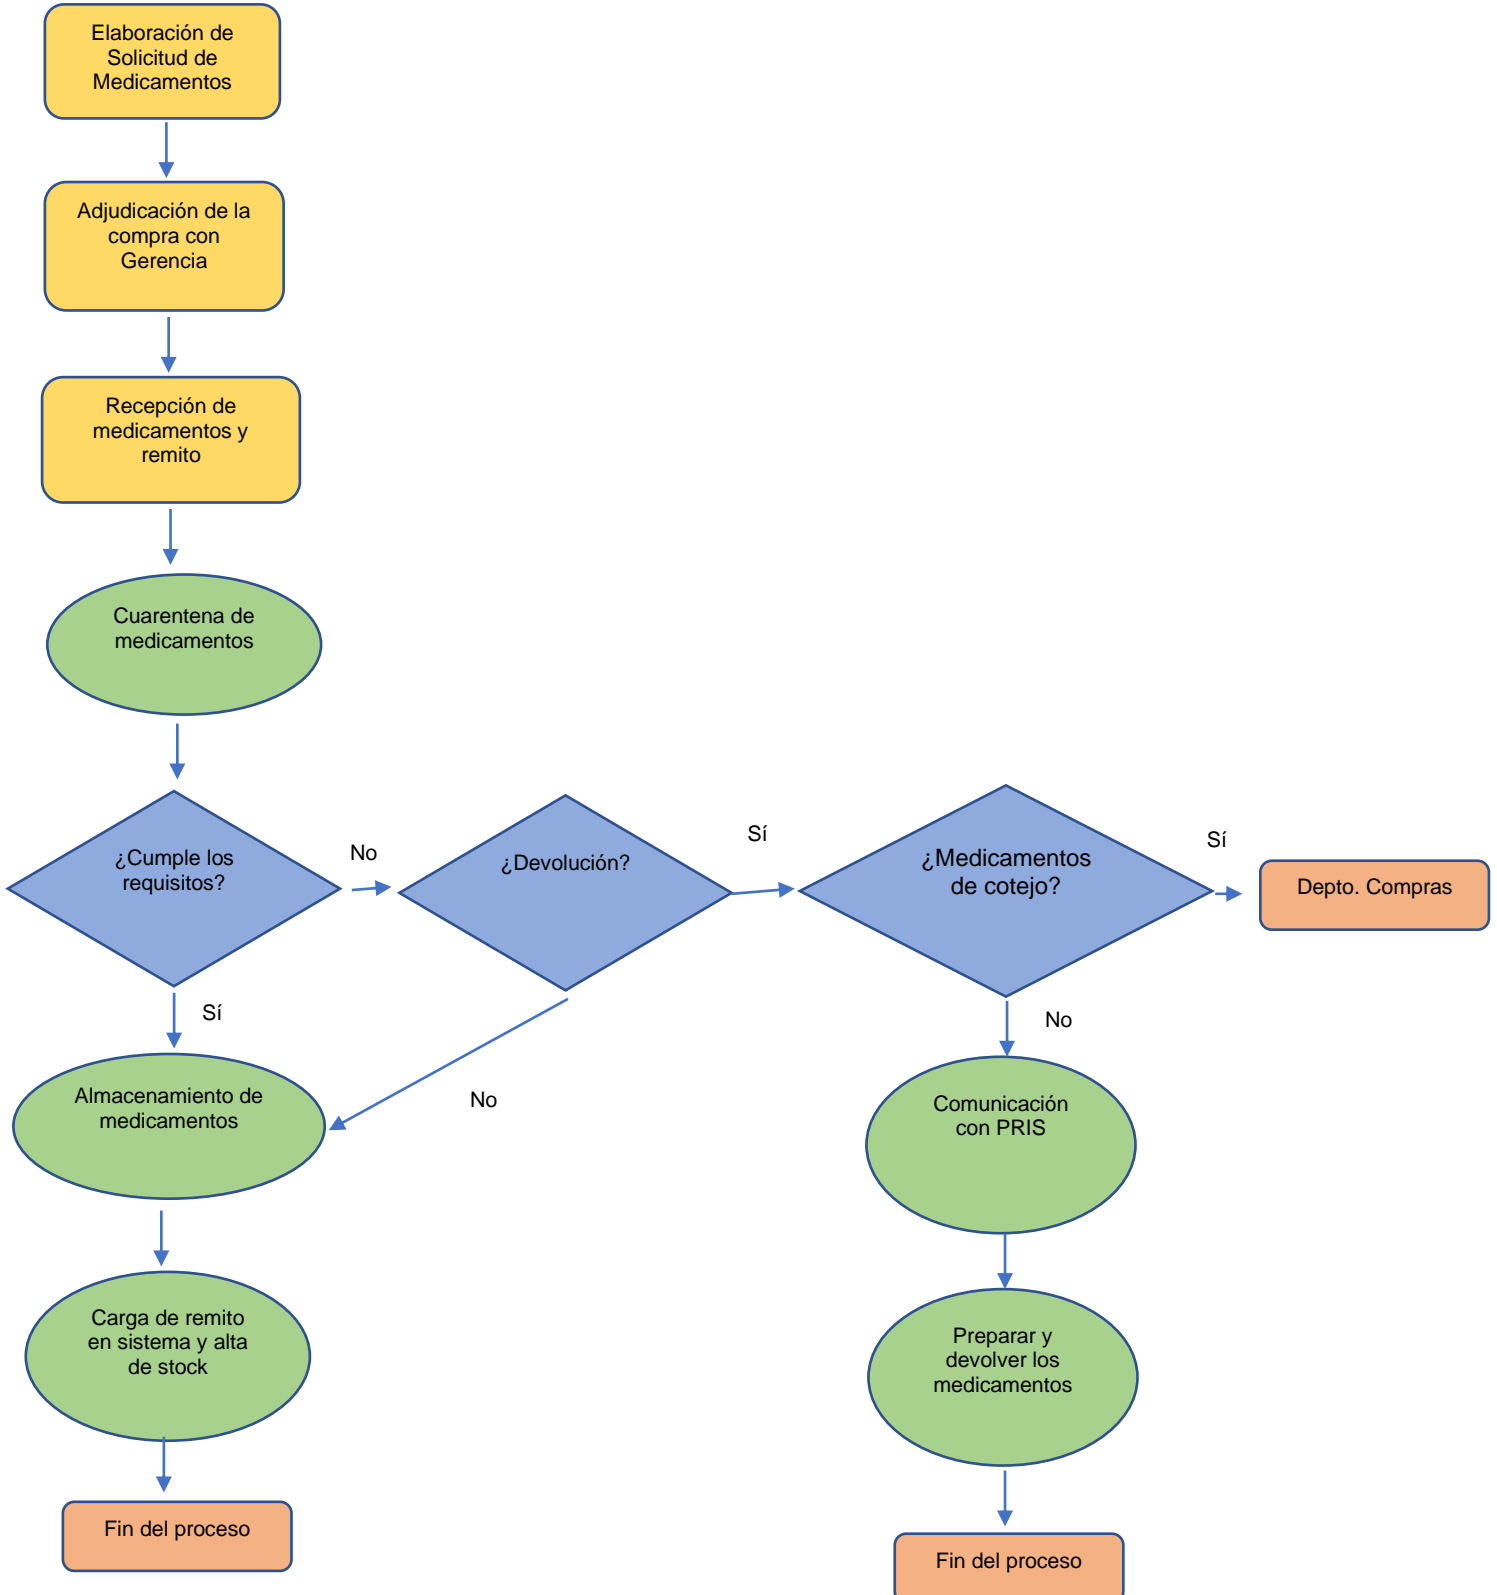 Elaboración de
Solicitud de
Medicamentos
Adjudicación de la
compra con
Gerencia
Recepción de
medicamentos y
remito
Cuarentena de
medicamentos
¿Cumple los
requisitos?
No
¿Devolución?
Sí
¿Medicamentos
de cotejo?
Sí
Depto. Compras
Sí
No
No
Almacenamiento de
medicamentos
Comunicación
con PRIS
Carga de remito
en sistema y alta
de stock
Preparar y
devolver los
medicamentos
Fin del proceso
Fin del proceso